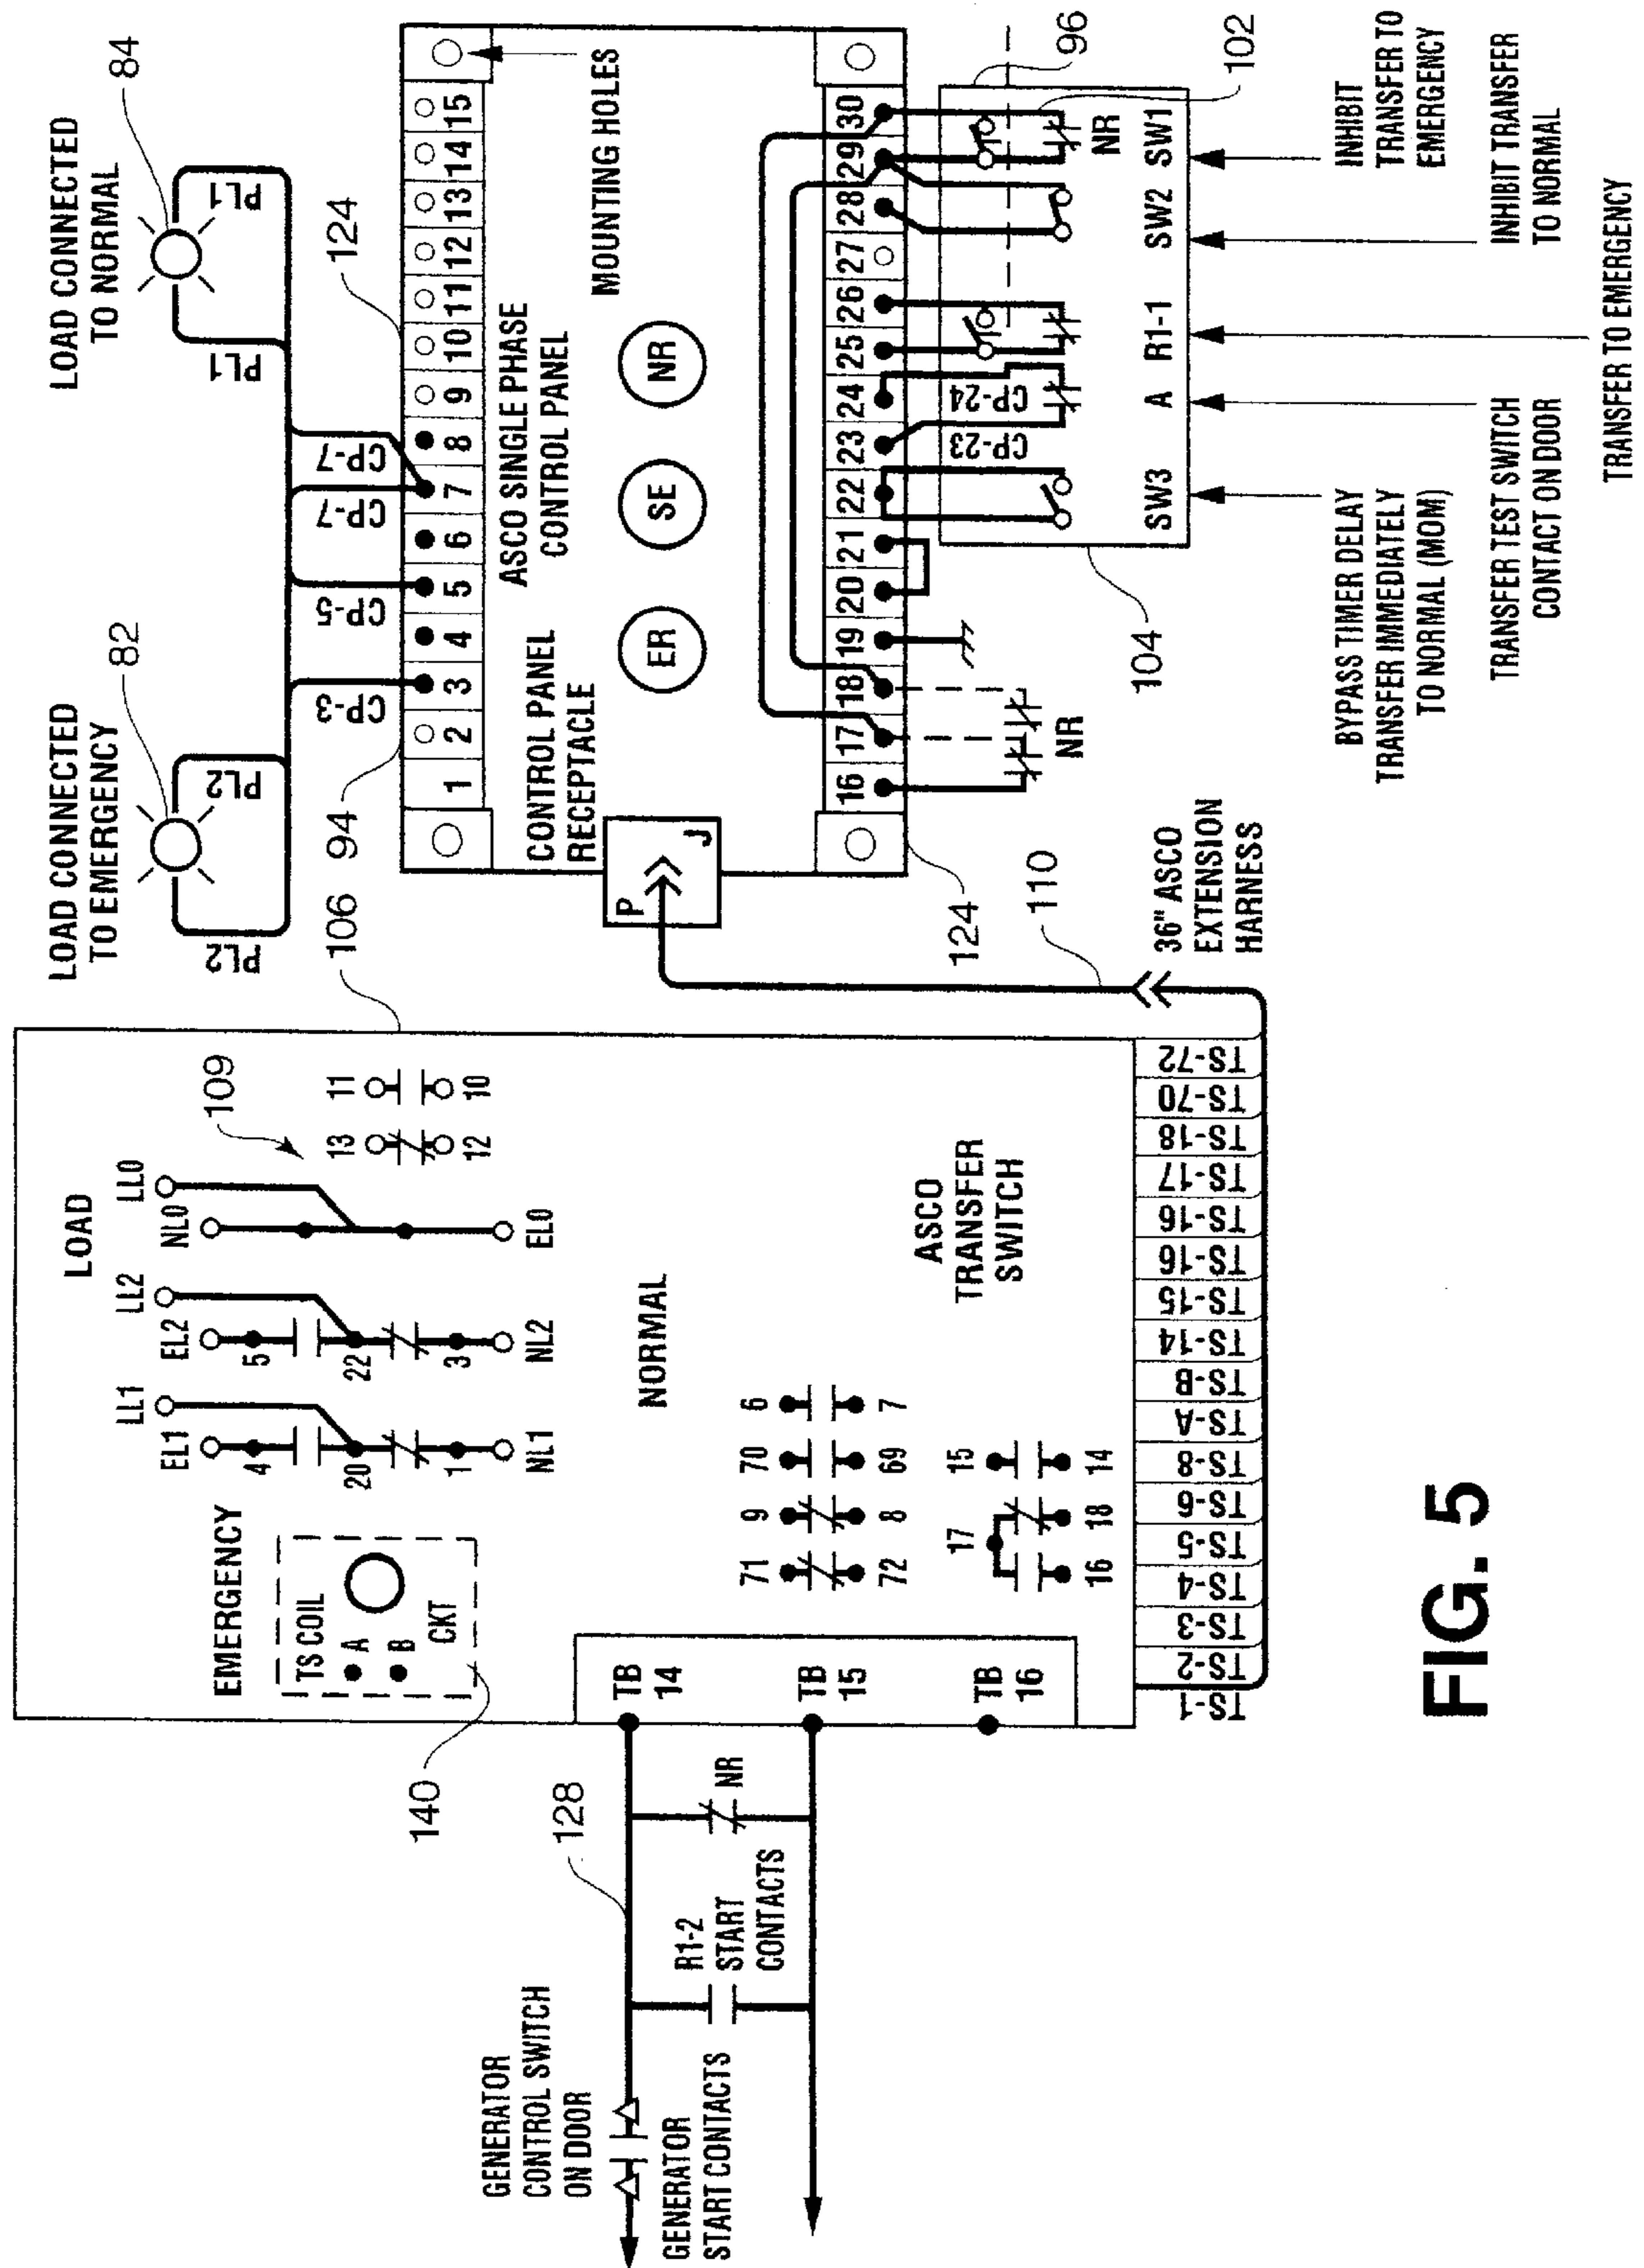 LOAD CONNECTED
TO EMERGENCY
82
PL2
PL2
LOAD CONNECTED
TO NORMAL
84
PL1
PL1
CP-3
CP-5
CP-7
CP-7
94
124
1 2 3 4 5 6 7 8 9 10 11 12 13 14 15
CONTROL PANEL
RECEPTACLE
ASCO SINGLE PHASE
CONTROL PANEL
ER
SE
NR
MOUNTING HOLES
P
J
16 17 18 19 20 21 22 23 24 25 26 27 28 29 30
124
NR
CP-23
CP-24
NR
SW3
A
R1-1
SW2
SW1
96
102
104
BYPASS TIMER DELAY
TRANSFER IMMEDIATELY
TO NORMAL (MOM)
TRANSFER TEST SWITCH
CONTACT ON DOOR
TRANSFER TO EMERGENCY
INHIBIT TRANSFER
TO NORMAL
INHIBIT
TRANSFER TO
EMERGENCY
110
36" ASCO
EXTENSION
HARNESS
106
LOAD
109
EL1
LL1
EL2
LL2
NL0
LL0
4
20
1
NL1
5
22
3
NL2
EL0
13
12
11
10
EMERGENCY
TS COIL
A
B
CKT
140
NORMAL
71
72
9
8
70
69
6
7
17
16
18
15
14
ASCO
TRANSFER
SWITCH
TB
14
TB
15
TB
16
TS-1
TS-2
TS-3
TS-4
TS-5
TS-6
TS-8
TS-A
TS-B
TS-14
TS-15
TS-16
TS-16
TS-17
TS-18
TS-70
TS-72
128
NR
R1-2
START
CONTACTS
GENERATOR
CONTROL SWITCH
ON DOOR
GENERATOR
START CONTACTS
FIG. 5